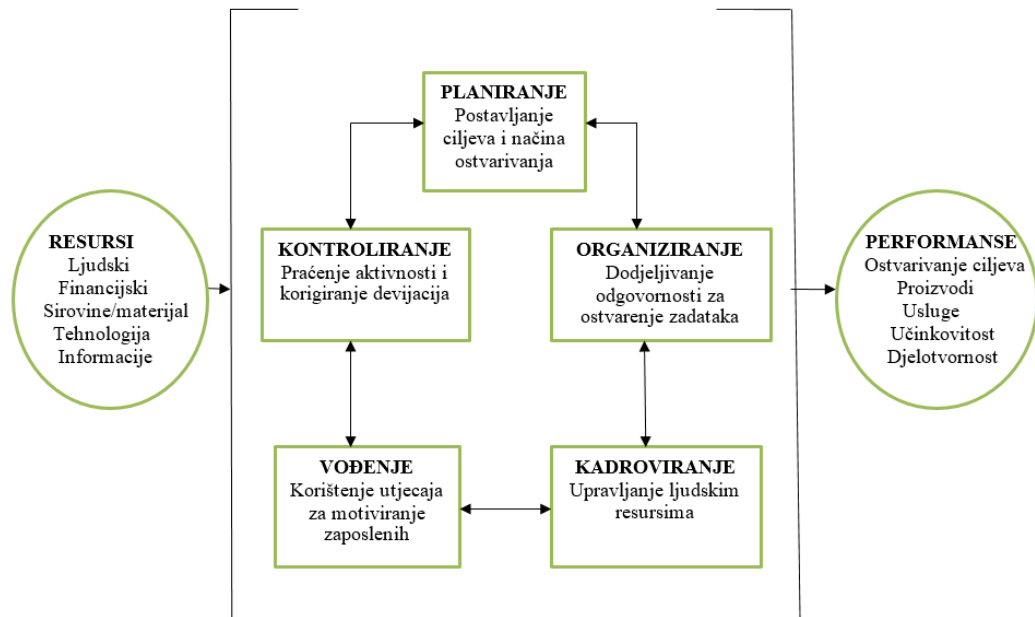 PLANIRANJE
Postavljanje
ciljeva i načina
ostvarivanja
RESURSI
Ljudski
Financijski
Sirovine/materijal
Tehnologija
Informacije
KONTROLIRANJE
Praćenje aktivnosti i
korigiranje devijacija
ORGANIZIRANJE
Dodjeljivanje
odgovornosti za
ostvarenje zadataka
PERFORMANSE
Ostvarivanje ciljeva
Proizvodi
Usluge
Učinkovitost
Djelotvornost
VOĐENJE
Korištenje utjecaja
za motiviranje
zaposlenih
KADROVIRANJE
Upravljanje ljudskim
resursima